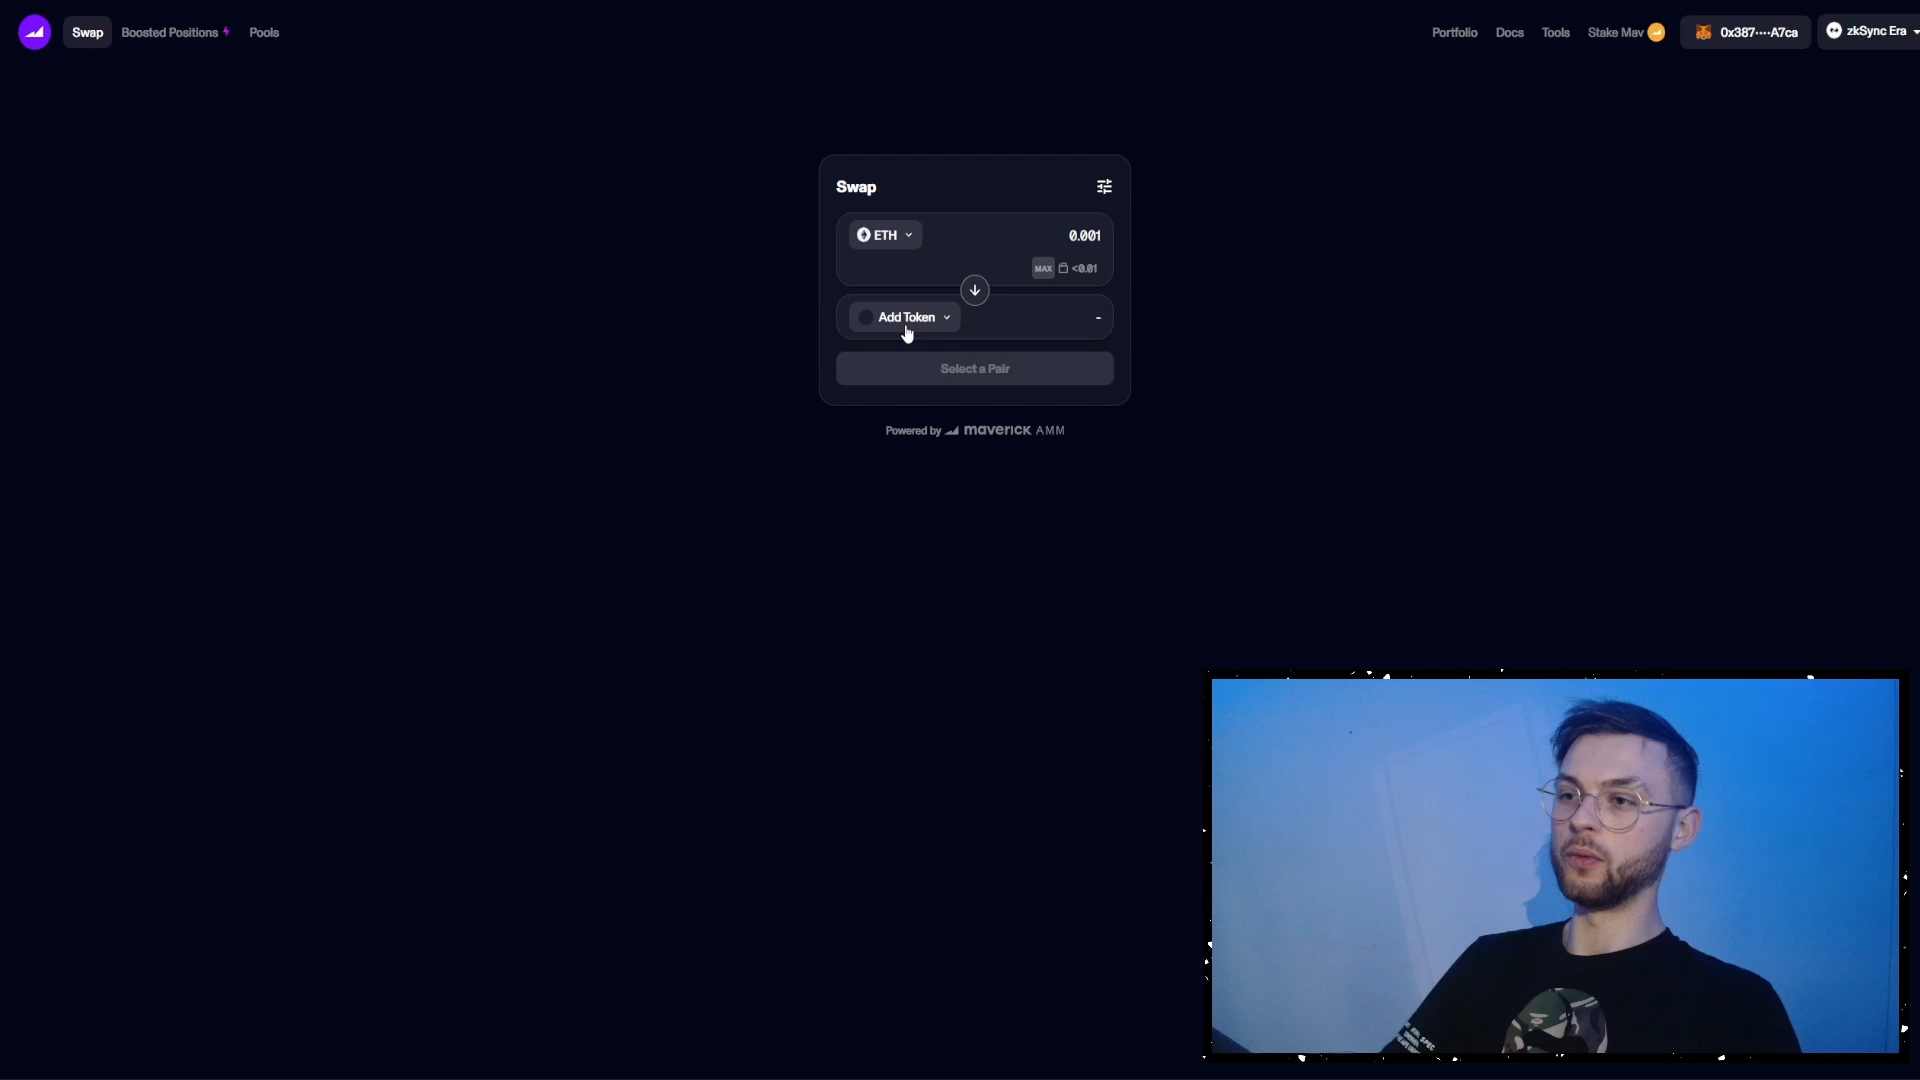 Swap
Boosted Positions
Pools
Portfolio
Docs
Tools
Stake Mav
0x387····A7ca
zkSync Era
Swap
ETH
0.001
MAX
<0.01
Add Token
-
Select a Pair
Powered by maverick AMM